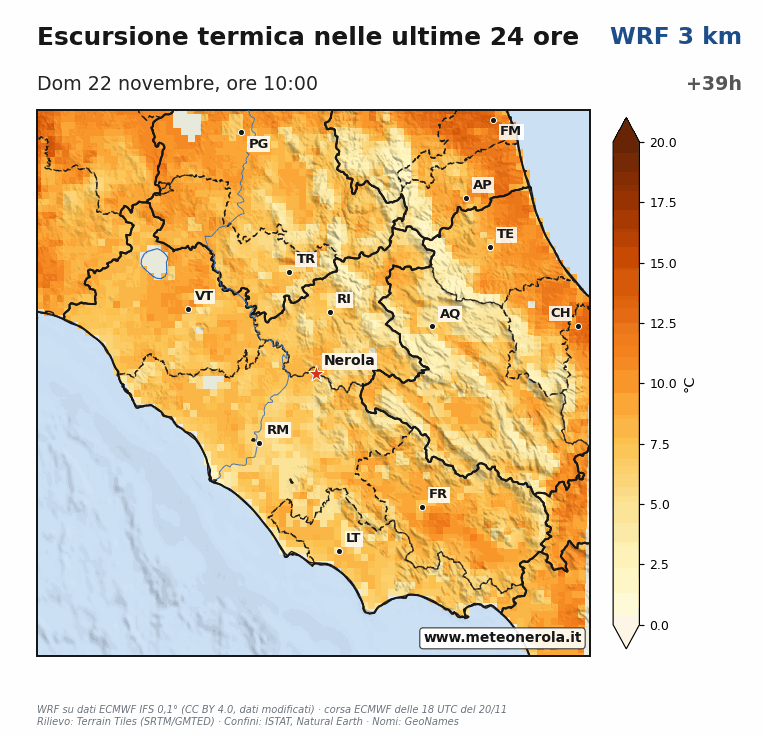 Escursione termica nelle ultime 24 ore
WRF 3 km
Dom 22 novembre, ore 10:00
+39h
FM
PG
AP
TE
TR
VT
RI
AQ
CH
Nerola
RM
FR
LT
www.meteonerola.it
20.0
17.5
15.0
12.5
10.0
7.5
5.0
2.5
0.0
°C
WRF su dati ECMWF IFS 0,1° (CC BY 4.0, dati modificati) · corsa ECMWF delle 18 UTC del 20/11
Rilievo: Terrain Tiles (SRTM/GMTED) · Confini: ISTAT, Natural Earth · Nomi: GeoNames